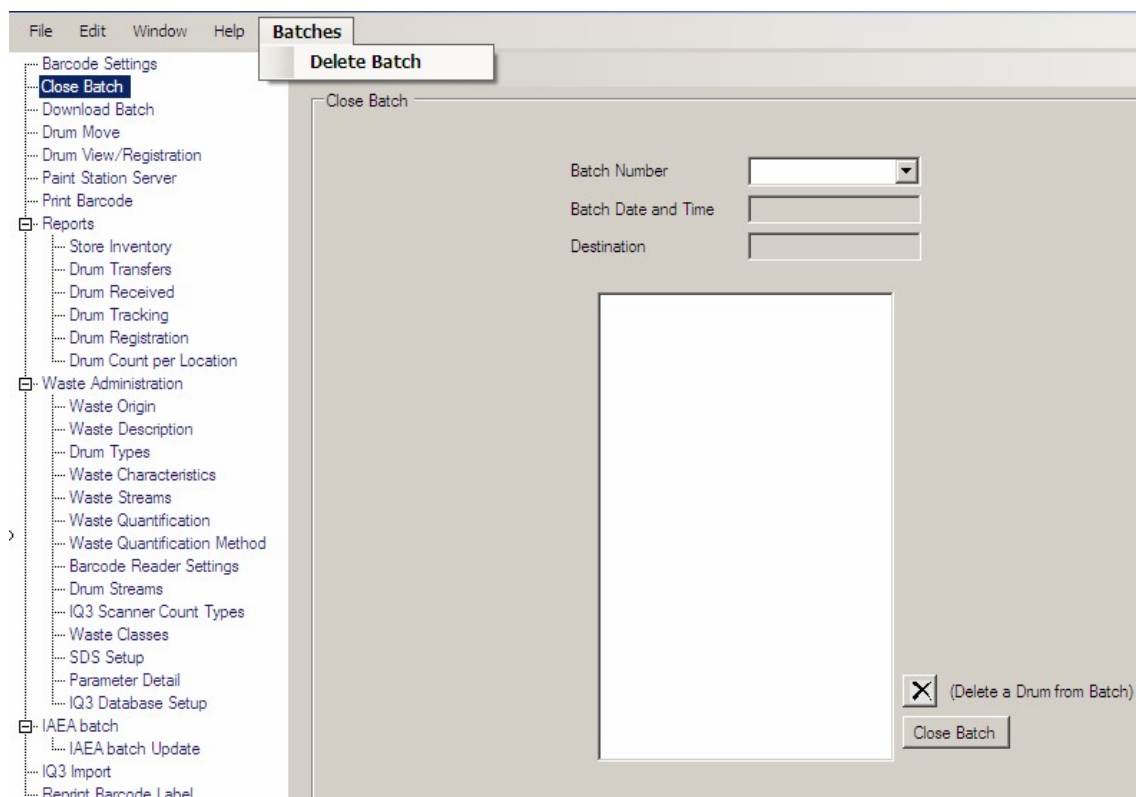 File Edit Window Help Batches
Delete Batch
Barcode Settings
Close Batch
Download Batch
Drum Move
Drum View/Registration
Paint Station Server
Print Barcode
Reports
Store Inventory
Drum Transfers
Drum Received
Drum Tracking
Drum Registration
Drum Count per Location
Waste Administration
Waste Origin
Waste Description
Drum Types
Waste Characteristics
Waste Streams
Waste Quantification
Waste Quantification Method
Barcode Reader Settings
Drum Streams
IQ3 Scanner Count Types
Waste Classes
SDS Setup
Parameter Detail
IQ3 Database Setup
IAEA batch
IAEA batch Update
IQ3 Import
Reprint Barcode Label
Close Batch
Batch Number
Batch Date and Time
Destination
(Delete a Drum from Batch)
Close Batch